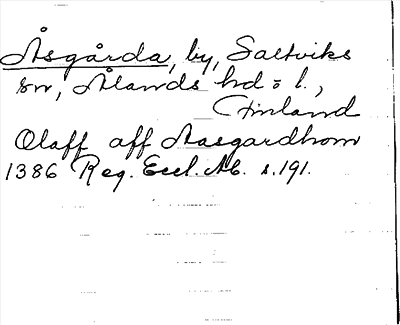 Åsgårda, by, Saltviks
sn, Ålands hd o l.,
Finland
Olaff aff Aasgardhom
1386 Reg. Eccl. Ab. s. 191.